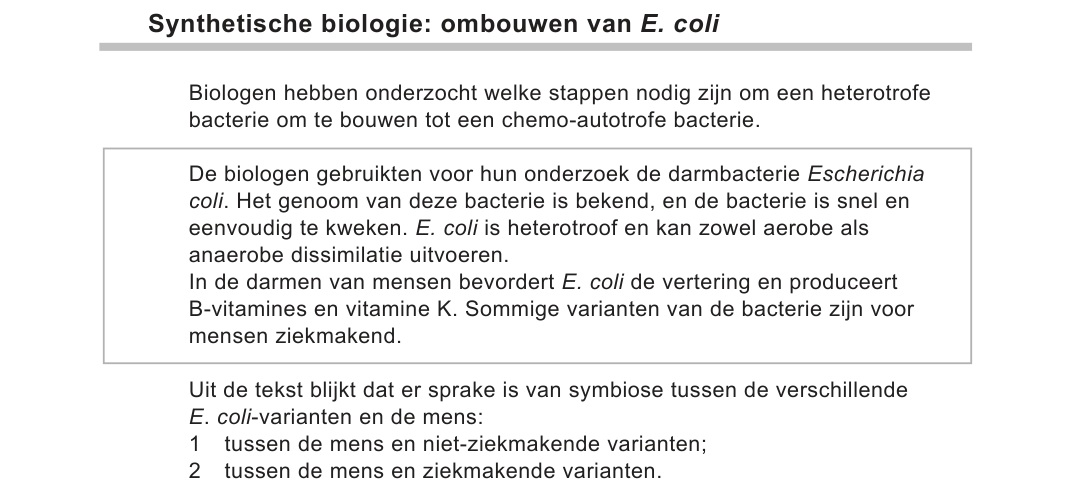 Synthetische biologie: ombouwen van E. coli
Biologen hebben onderzocht welke stappen nodig zijn om een heterotrofe
bacterie om te bouwen tot een chemo-autotrofe bacterie.
De biologen gebruikten voor hun onderzoek de darmbacterie Escherichia
coli. Het genoom van deze bacterie is bekend, en de bacterie is snel en
eenvoudig te kweken. E. coli is heterotroof en kan zowel aerobe als
anaerobe dissimilatie uitvoeren.
In de darmen van mensen bevordert E. coli de vertering en produceert
B-vitamines en vitamine K. Sommige varianten van de bacterie zijn voor
mensen ziekmakend.
Uit de tekst blijkt dat er sprake is van symbiose tussen de verschillende
E. coli-varianten en de mens:
1 tussen de mens en niet-ziekmakende varianten;
2 tussen de mens en ziekmakende varianten.